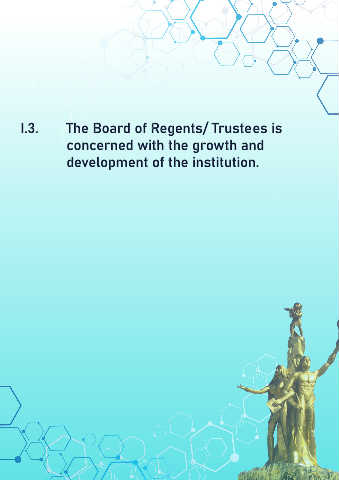 I.3. The Board of Regents/ Trustees is
concerned with the growth and
development of the institution.